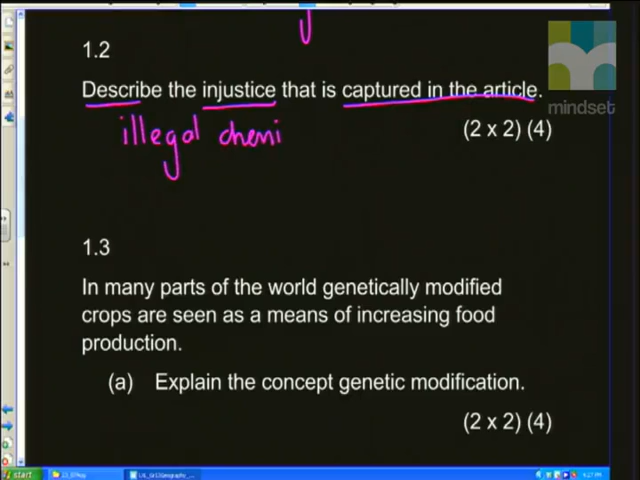 1.2
Describe the injustice that is captured in the article.
illegal chemi
(2 x 2) (4)
mindset
1.3
In many parts of the world genetically modified
crops are seen as a means of increasing food
production.
(a) Explain the concept genetic modification.
(2 x 2) (4)
start